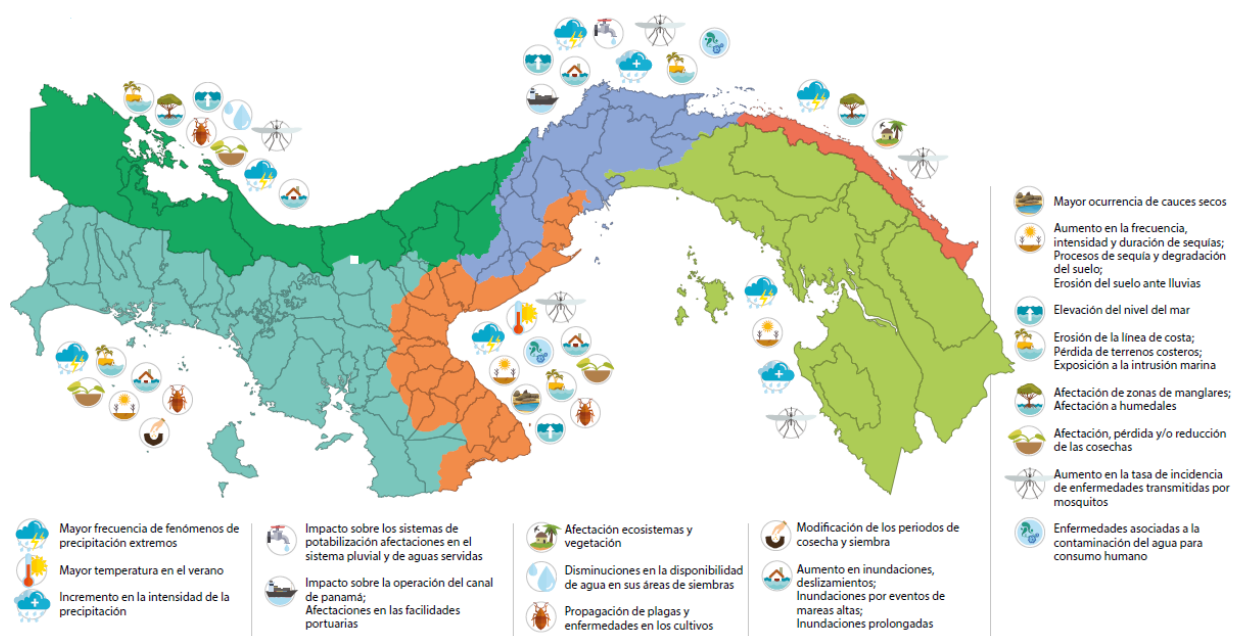 Mayor ocurrencia de cauces secos
Aumento en la frecuencia,
intensidad y duración de sequías;
Procesos de sequía y degradación
del suelo;
Erosión del suelo ante lluvias
Elevación del nivel del mar
Erosión de la línea de costa;
Pérdida de terrenos costeros;
Exposición a la intrusión marina
Afectación de zonas de manglares;
Afectación a humedales
Afectación, pérdida y/o reducción
de las cosechas
Aumento en la tasa de incidencia
de enfermedades transmitidas por
mosquitos
Enfermedades asociadas a la
contaminación del agua para
consumo humano
Mayor frecuencia de fenómenos de
precipitación extremos
Mayor temperatura en el verano
Incremento en la intensidad de la
precipitación
Impacto sobre los sistemas de
potabilización afectaciones en el
sistema pluvial y de aguas servidas
Impacto sobre la operación del canal
de panamá;
Afectaciones en las facilidades
portuarias
Afectación ecosistemas y
vegetación
Disminuciones en la disponibilidad
de agua en sus áreas de siembras
Propagación de plagas y
enfermedades en los cultivos
Modificación de los periodos de
cosecha y siembra
Aumento en inundaciones,
deslizamientos;
Inundaciones por eventos de
mareas altas;
Inundaciones prolongadas